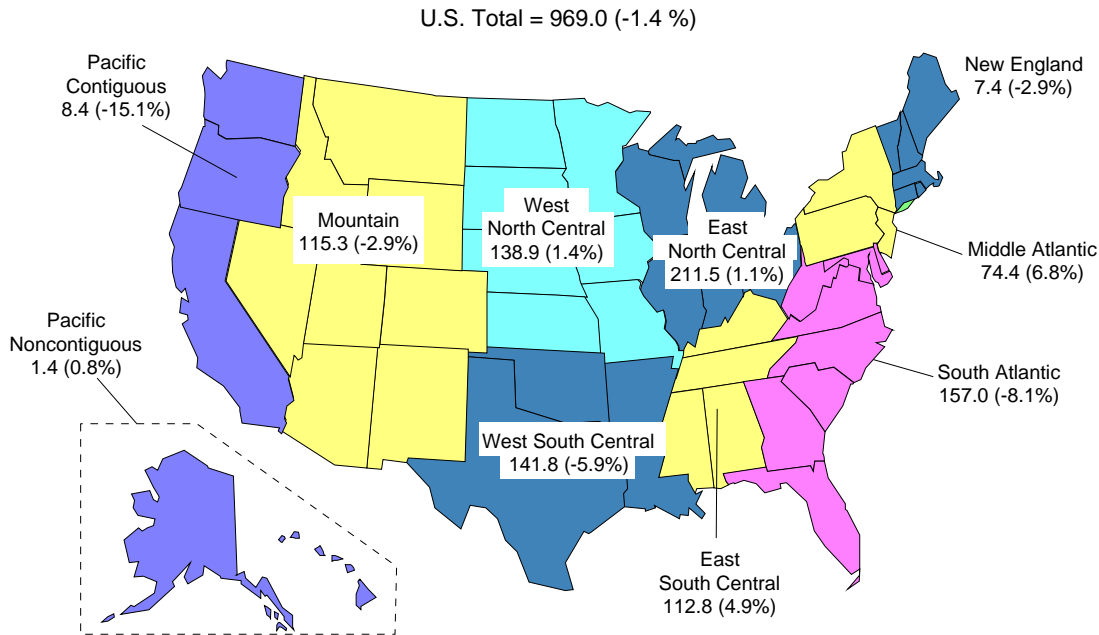 U.S. Total = 969.0 (-1.4 %)
Pacific
Contiguous
8.4 (-15.1%)
New England
7.4 (-2.9%)
Mountain
115.3 (-2.9%)
West
North Central
138.9 (1.4%)
East
North Central
211.5 (1.1%)
Middle Atlantic
74.4 (6.8%)
Pacific
Noncontiguous
1.4 (0.8%)
South Atlantic
157.0 (-8.1%)
West South Central
141.8 (-5.9%)
East
South Central
112.8 (4.9%)